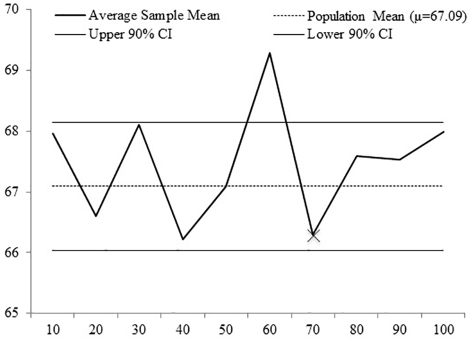 70
Average Sample Mean
Population Mean (µ=67.09)
Upper 90% CI
Lower 90% CI
69
68
67
66
65
10 20 30 40 50 60 70 80 90 100